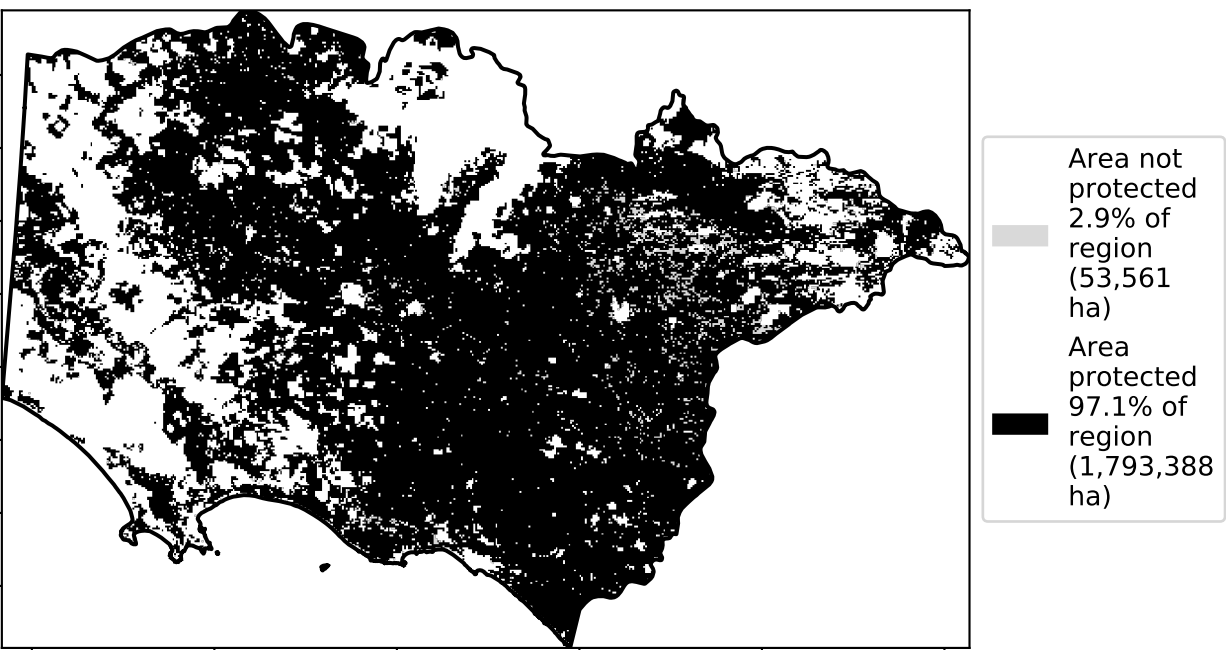 Area not
protected
2.9% of
region
(53,561
ha)
Area
protected
97.1% of
region
(1,793,388
ha)